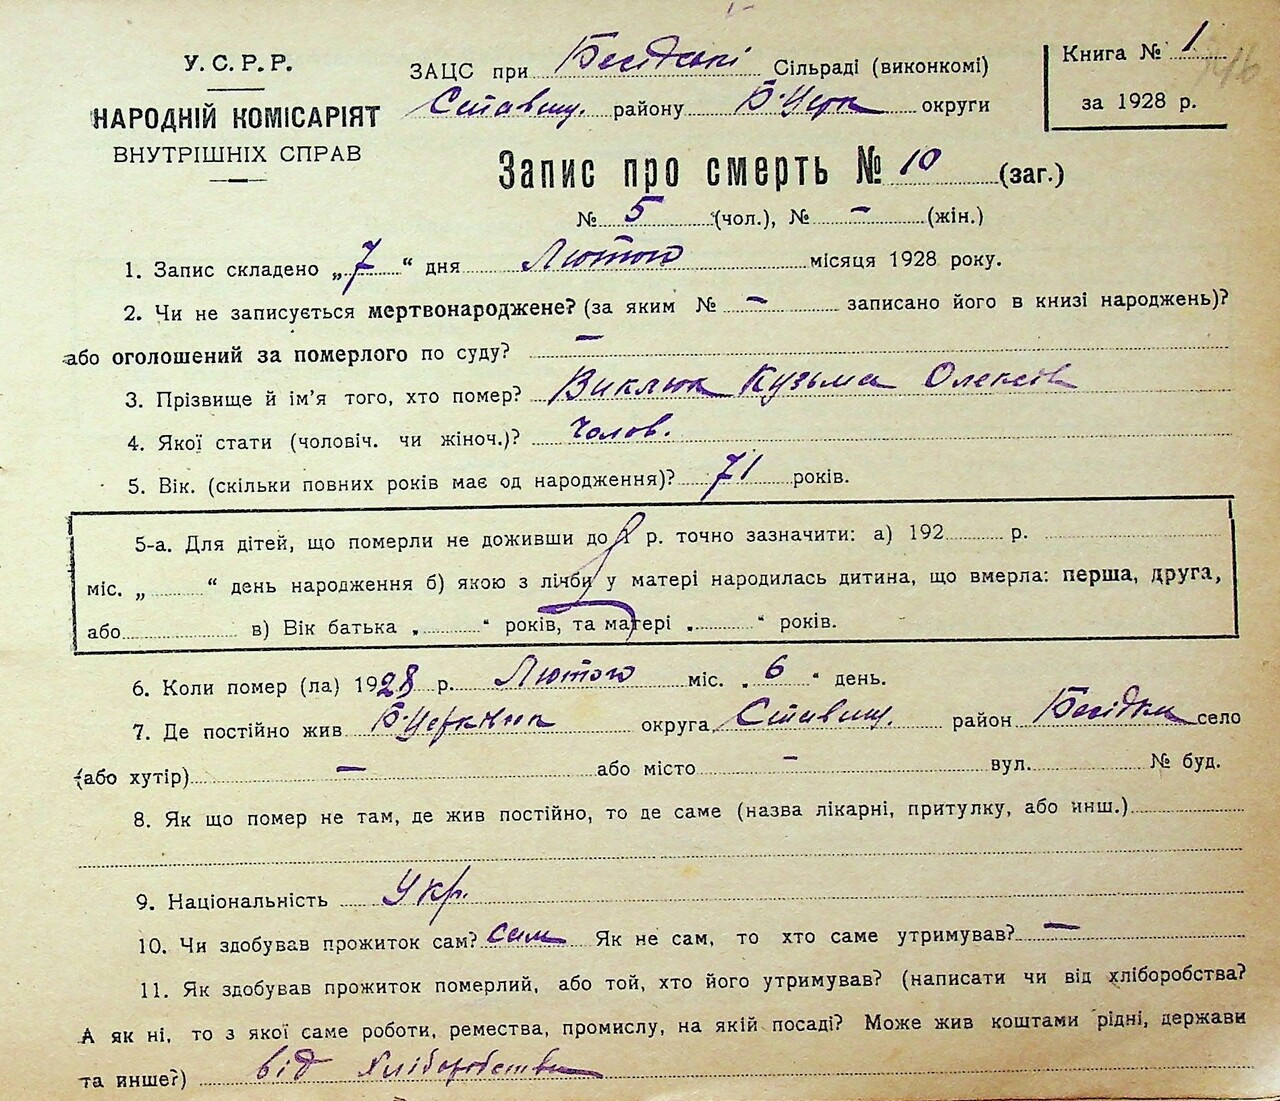 У. С. Р. Р.
НАРОДНІЙ КОМІСАРІЯТ
ВНУТРІШНІХ СПРАВ
ЗАЦС при Бесідській Сільраді (виконкомі)
Ставищ. району Б-Церк округи
Книга № 1
за 1928 р.
146
Запис про смерть № 10 (заг.)
№ 5 (чол.), № - (жін.)
1. Запис складено „ 7 “ дня Лютого місяця 1928 року.
2. Чи не записується мертвонароджене? (за яким № - записано його в книзі народжень)?
або оголошений за померлого по суду? -
3. Прізвище й ім'я того, хто помер? Виклюк Кузьма Олексів
4. Якої стати (чоловіч. чи жіноч.)? Чолов.
5. Вік. (скільки повних років має од народження)? 71 років.
5-а. Для дітей, що померли не доживши до р. точно зазначити: а) 192 р.
міс. „ “ день народження б) якою з лічби у матері народилась дитина, що вмерла: перша, друга,
або в) Вік батька „ “ років, та матері „ “ років.
6. Коли помер (ла) 1928 р. Лютого міс. „ 6 “ день.
7. Де постійно жив Б-Церківська округа Ставищ. район Бесідка село
(або хутір) - або місто - вул. № буд.
8. Як що помер не там, де жив постійно, то де саме (назва лікарні, притулку, або инш.)
9. Національність Укр.
10. Чи здобував прожиток сам? сам Як не сам, то хто саме утримував? -
11. Як здобував прожиток померлий, або той, хто його утримував? (написати чи від хліборобства?
А як ні, то з якої саме роботи, ремества, промислу, на якій посаді? Може жив коштами рідні, держави
та инше?) від хліборобства